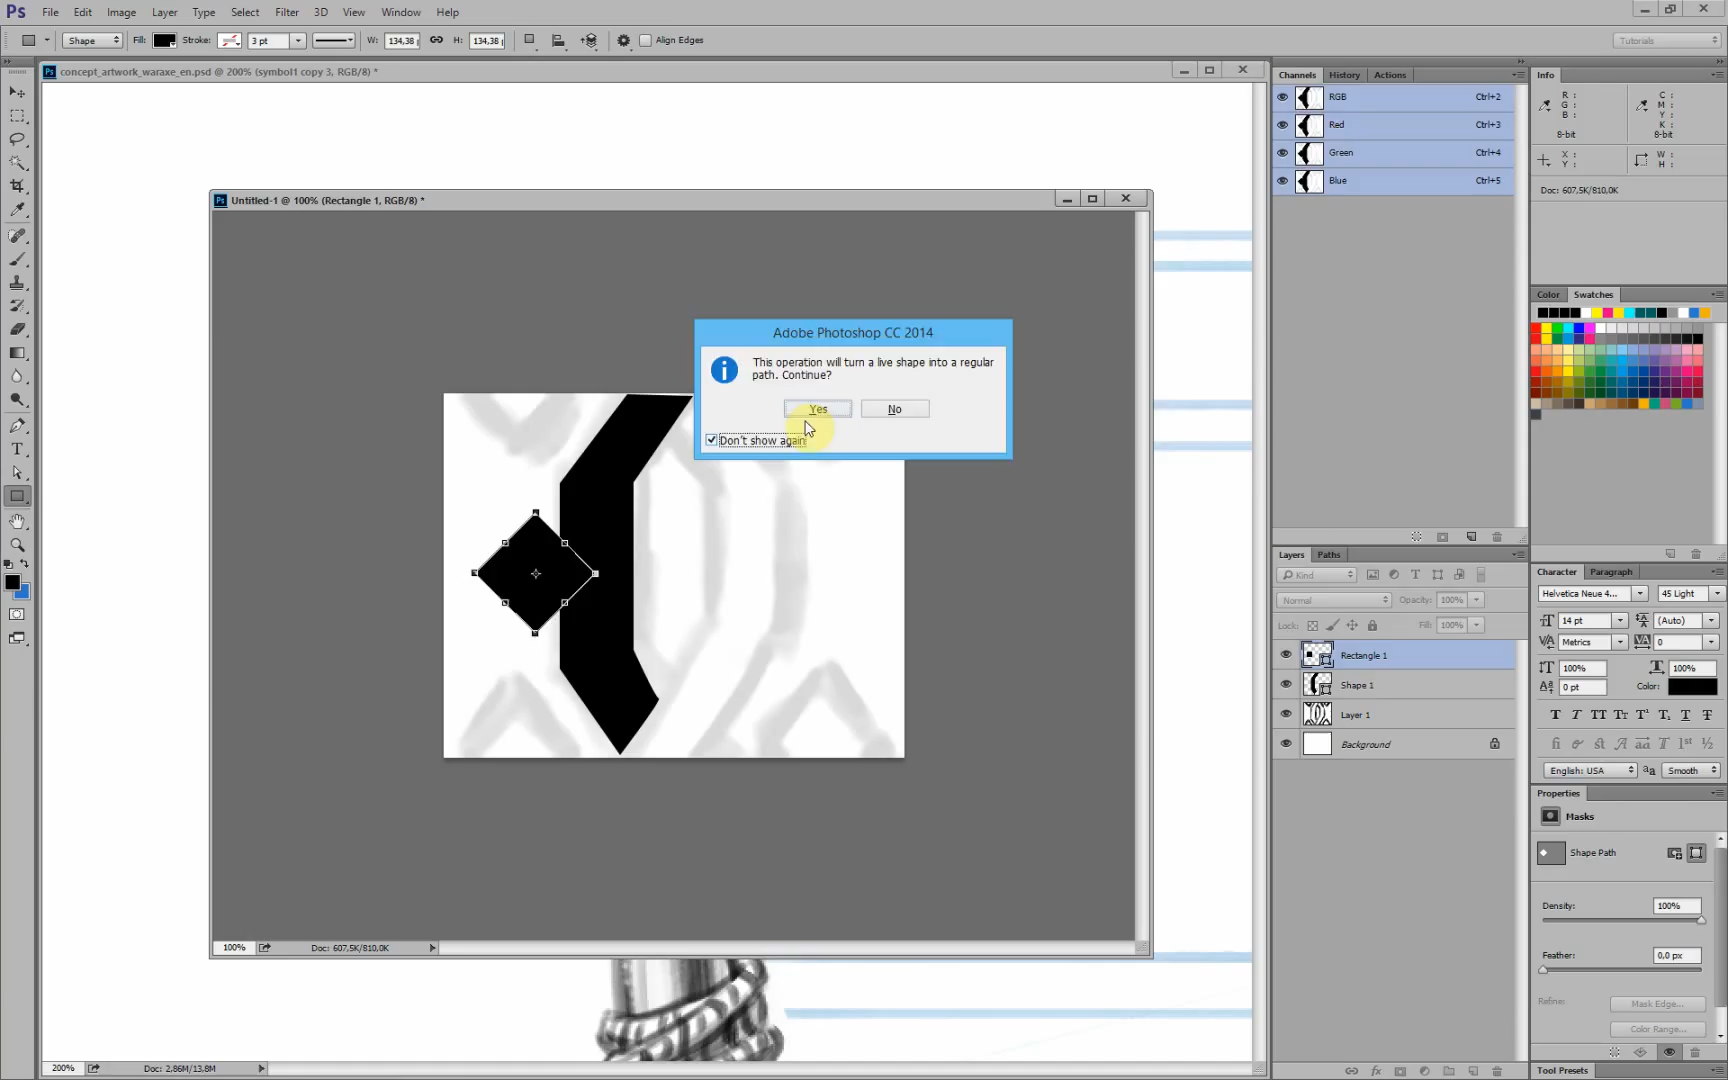 Ps File Edit Image Layer Type Select Filter 3D View Window Help
Shape Fill: Stroke: 3 pt W: 134,38 p H: 134,38 p Align Edges Tutorials
Ps concept_artwork_waraxe_en.psd @ 200% (symbol1 copy 3, RGB/8) *
Ps Untitled-1 @ 100% (Rectangle 1, RGB/8) *
Adobe Photoshop CC 2014
This operation will turn a live shape into a regular
path. Continue?
Yes No
Don't show again
100% Doc: 607,5K/810,0K
200% Doc: 2,86M/13,8M
Channels History Actions
RGB Ctrl+2
Red Ctrl+3
Green Ctrl+4
Blue Ctrl+5
Layers Paths
Kind
Normal Opacity: 100%
Lock: Fill: 100%
Rectangle 1
Shape 1
Layer 1
Background
fx
Info
R : C :
G : M :
B : Y :
K :
8-bit 8-bit
X : W :
Y : H :
Doc: 607,5K/810,0K
Color Swatches
Character Paragraph
Helvetica Neue 4... 45 Light
14 pt (Auto)
Metrics 0
100% 100%
0 pt Color:
English: USA aa Smooth
Properties
Masks
Shape Path
Density: 100%
Feather: 0,0 px
Refine: Mask Edge...
Color Range...
Tool Presets